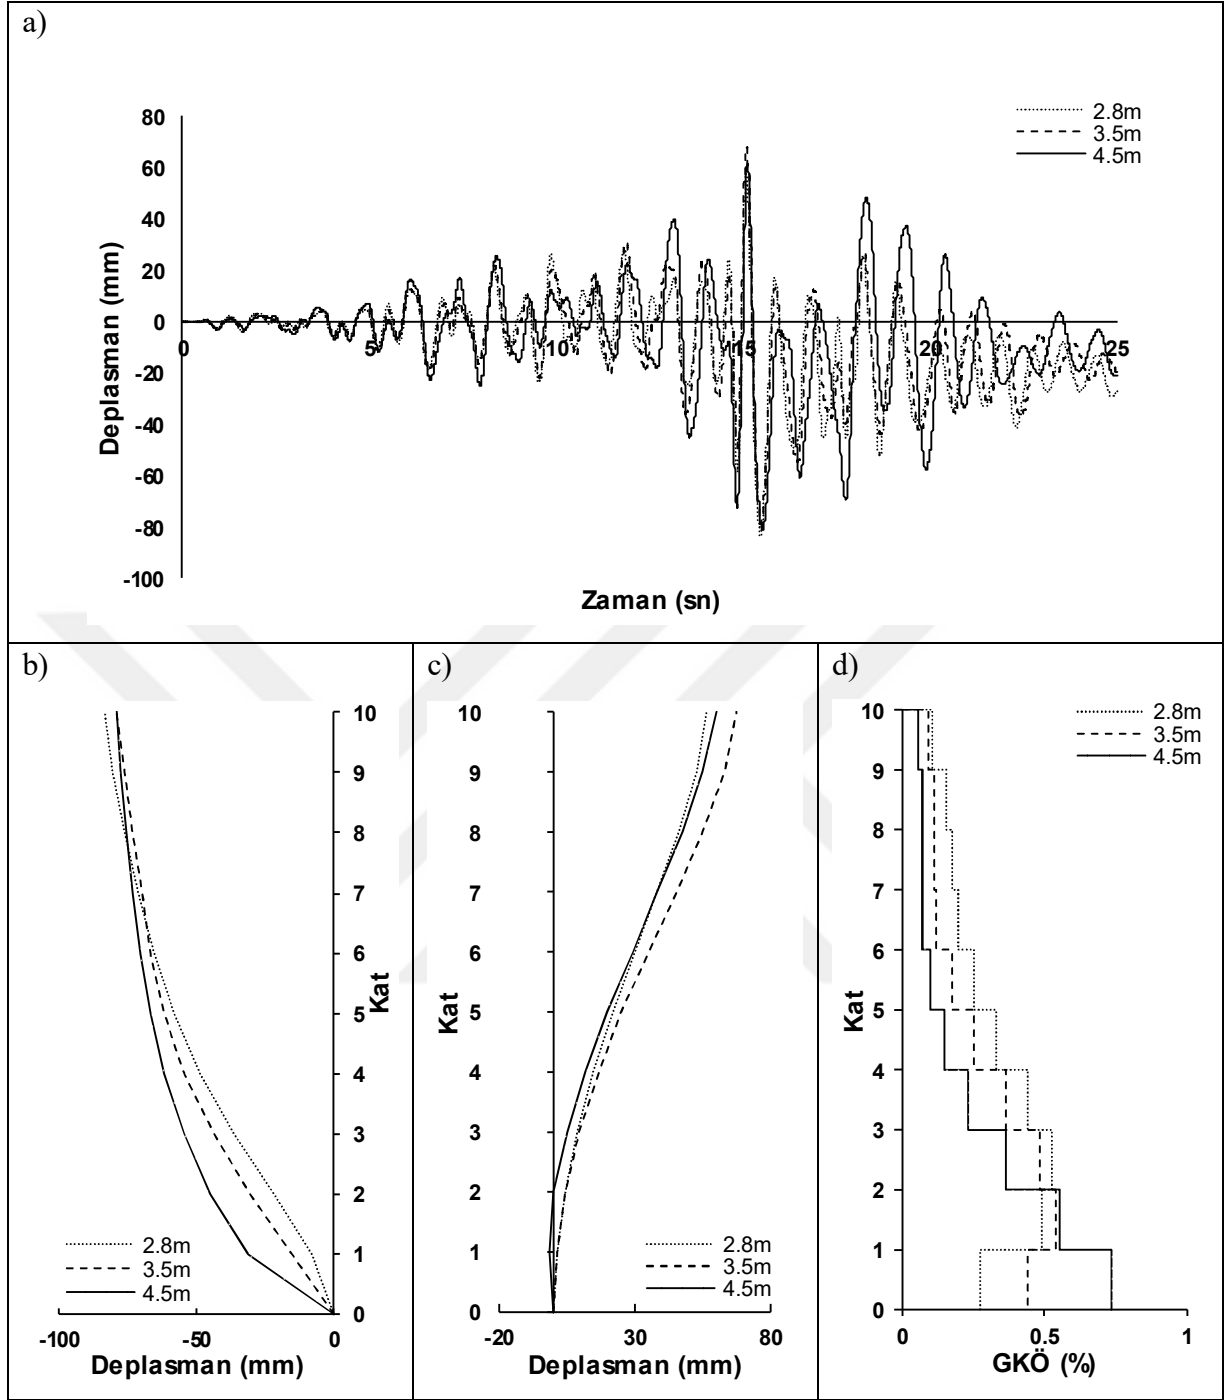 a)
80
60
40
20
0
-20
-40
-60
-80
-100
Deplasman (mm)
0
5
10
15
20
25
Zaman (sn)
2.8m
3.5m
4.5m
b)
10
9
8
7
6
5
4
3
2
1
0
Kat
2.8m
3.5m
4.5m
-100
-50
0
Deplasman (mm)
c)
10
9
8
7
6
5
4
3
2
1
0
Kat
2.8m
3.5m
4.5m
-20
30
80
Deplasman (mm)
d)
10
9
8
7
6
5
4
3
2
1
0
Kat
2.8m
3.5m
4.5m
0
0.5
1
GKÖ (%)